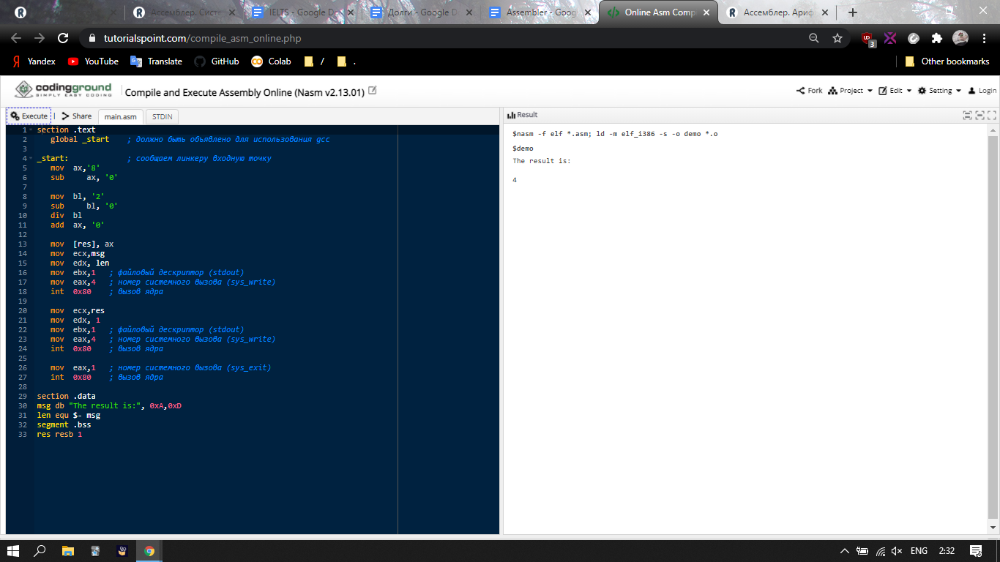 Ассемблер. Систе
IELTS - Google Do
Долги - Google D
Assembler - Goog
Online Asm Comp
Ассемблер. Ариф
tutorialspoint.com/compile_asm_online.php
3
Yandex YouTube Translate GitHub Colab / . Other bookmarks
codingground
SIMPLY EASY CODING
Compile and Execute Assembly Online (Nasm v2.13.01)
Fork Project Edit Setting Login
Execute | Share main.asm STDIN
Result
1 section .text
2 global _start ; должно быть объявлено для использования gcc
3
4 _start: ; сообщаем линкеру входную точку
5 mov ax,'8'
6 sub ax, '0'
7
8 mov bl, '2'
9 sub bl, '0'
10 div bl
11 add ax, '0'
12
13 mov [res], ax
14 mov ecx,msg
15 mov edx, len
16 mov ebx,1 ; файловый дескриптор (stdout)
17 mov eax,4 ; номер системного вызова (sys_write)
18 int 0x80 ; вызов ядра
19
20 mov ecx,res
21 mov edx, 1
22 mov ebx,1 ; файловый дескриптор (stdout)
23 mov eax,4 ; номер системного вызова (sys_write)
24 int 0x80 ; вызов ядра
25
26 mov eax,1 ; номер системного вызова (sys_exit)
27 int 0x80 ; вызов ядра
28
29 section .data
30 msg db "The result is:", 0xA,0xD
31 len equ $- msg
32 segment .bss
33 res resb 1
$nasm -f elf *.asm; ld -m elf_i386 -s -o demo *.o
$demo
The result is:
4
ENG 2:32